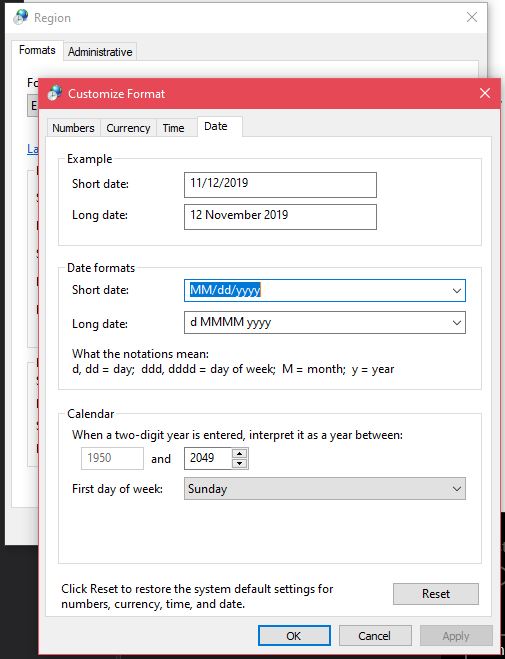 Region
Formats Administrative
Fo
E
La
Customize Format
Numbers Currency Time Date
Example
Short date: 11/12/2019
Long date: 12 November 2019
Date formats
Short date: MM/dd/yyyy
Long date: d MMMM yyyy
What the notations mean:
d, dd = day; ddd, dddd = day of week; M = month; y = year
Calendar
When a two-digit year is entered, interpret it as a year between:
1950 and 2049
First day of week: Sunday
Click Reset to restore the system default settings for
numbers, currency, time, and date.
Reset
OK Cancel Apply